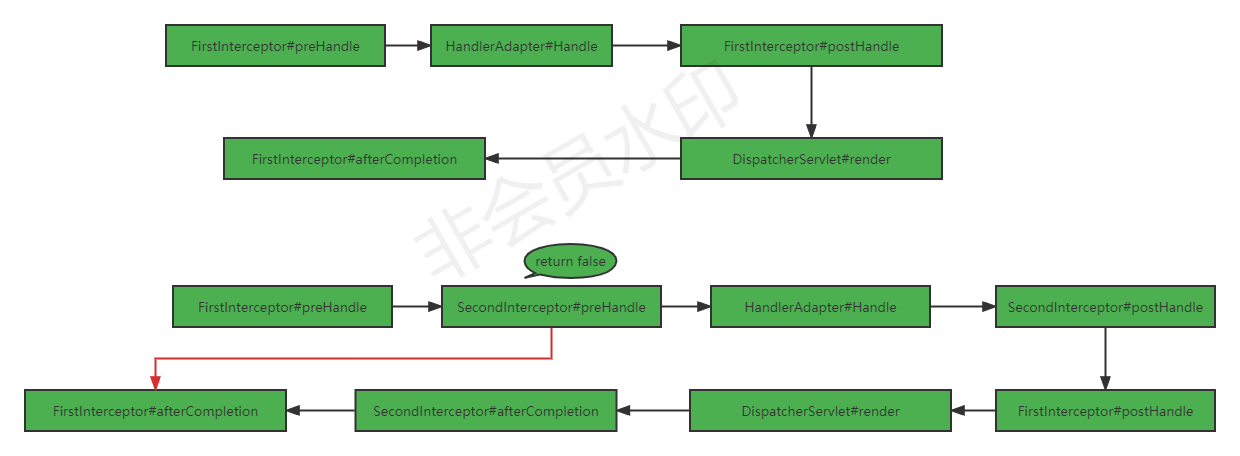 FirstInterceptor#preHandle
HandlerAdapter#Handle
FirstInterceptor#postHandle
FirstInterceptor#afterCompletion
DispatcherServlet#render
非会员水印
return false
FirstInterceptor#preHandle
SecondInterceptor#preHandle
HandlerAdapter#Handle
SecondInterceptor#postHandle
FirstInterceptor#afterCompletion
SecondInterceptor#afterCompletion
DispatcherServlet#render
FirstInterceptor#postHandle